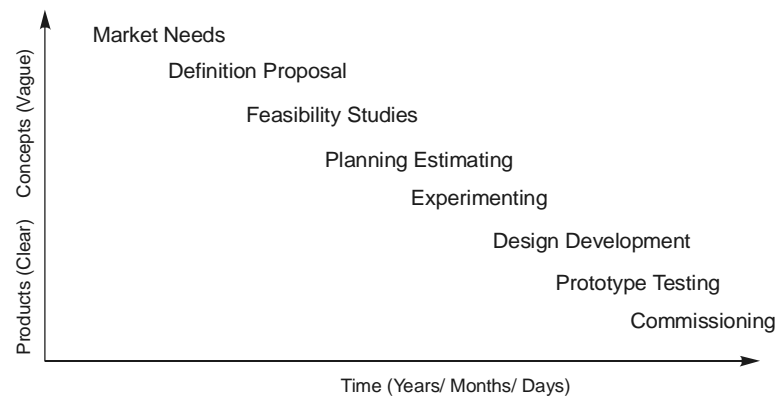 Market Needs
Definition Proposal
Feasibility Studies
Planning Estimating
Experimenting
Design Development
Prototype Testing
Commissioning
Products (Clear) Concepts (Vague)
Time (Years/ Months/ Days)